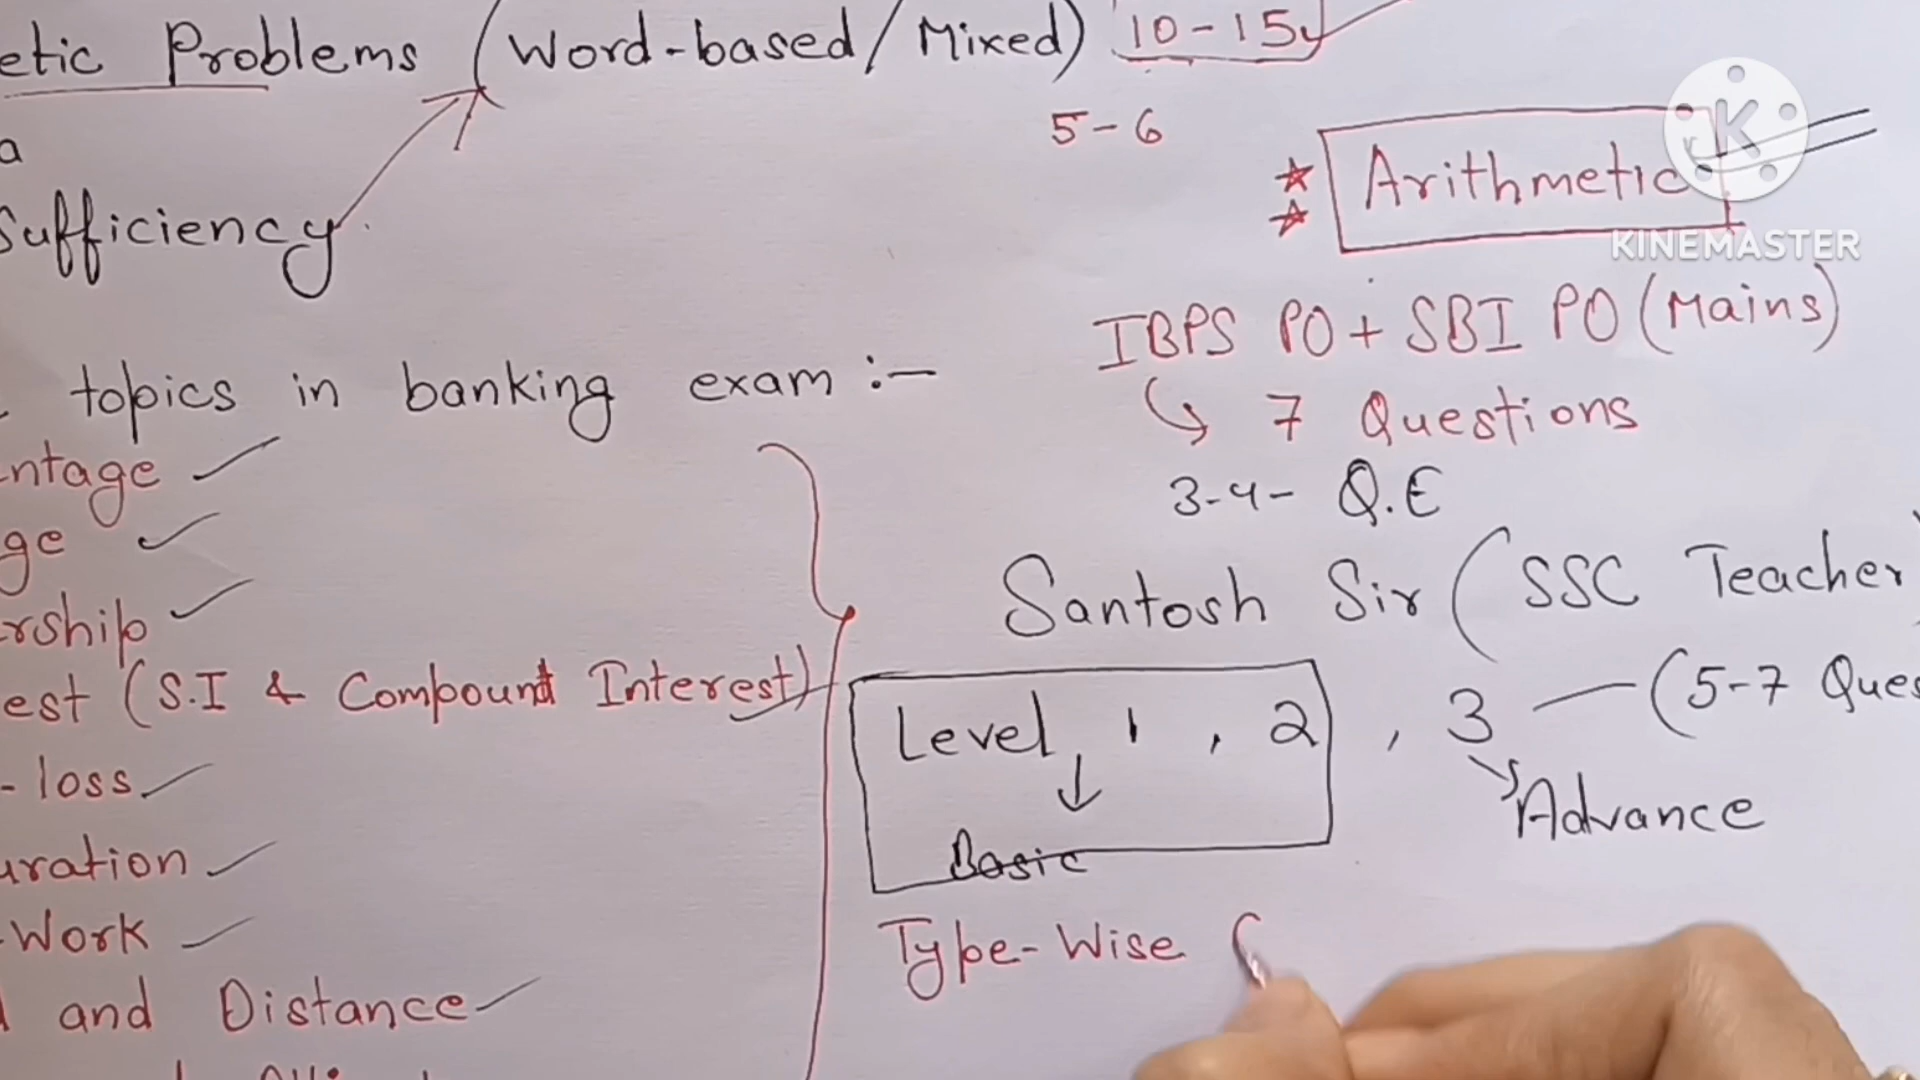 etic Problems (Word-based/Mixed) 10-15
5-6
a
Sufficiency
Arithmetic
KINEMASTER
IBPS PO + SBI PO (Mains)
7 Questions
3-4- Q.E
topics in banking exam :-
ntage
ge
rship
est (S.I & Compound Interest)
- loss
uration
-Work
and Distance
Santosh Sir (SSC Teacher)
Level 1, 2, 3 — (5-7 Ques
Basic
Advance
Type-Wise